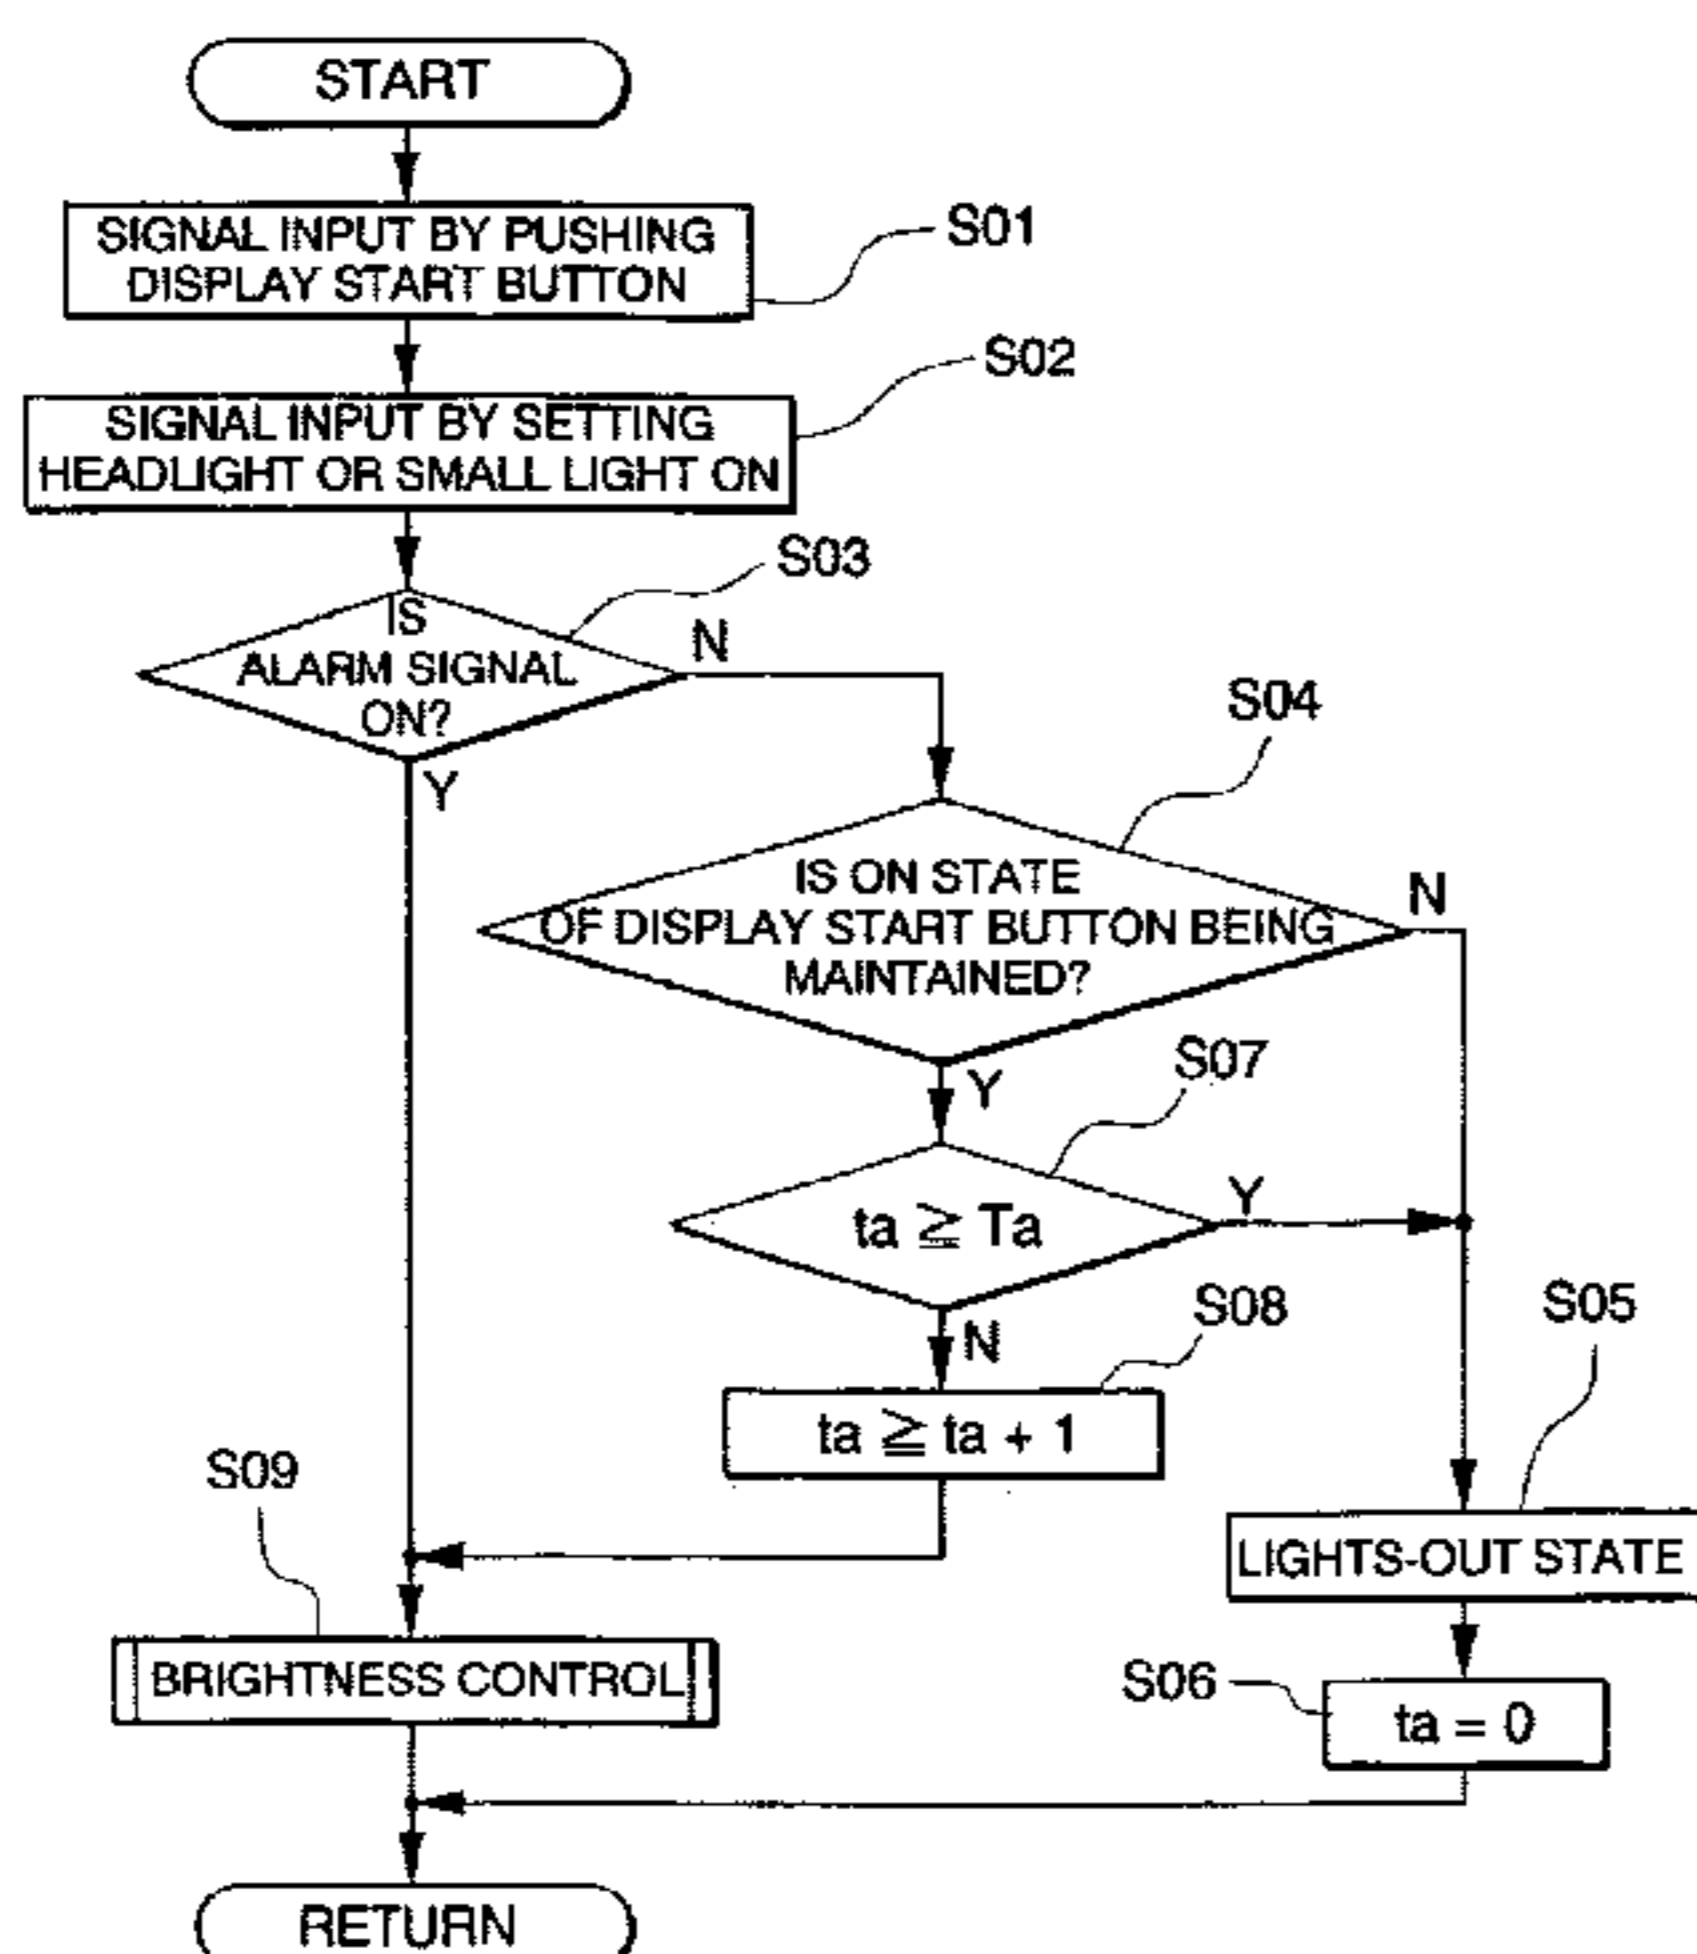 START
SIGNAL INPUT BY PUSHING
DISPLAY START BUTTON
S01
SIGNAL INPUT BY SETTING
HEADLIGHT OR SMALL LIGHT ON
S02
IS
ALARM SIGNAL
ON?
S03
N
Y
IS ON STATE
OF DISPLAY START BUTTON BEING
MAINTAINED?
S04
N
Y
ta ≧ Ta
S07
Y
N
ta ≧ ta + 1
S08
LIGHTS-OUT STATE
S05
ta = 0
S06
BRIGHTNESS CONTROL
S09
RETURN